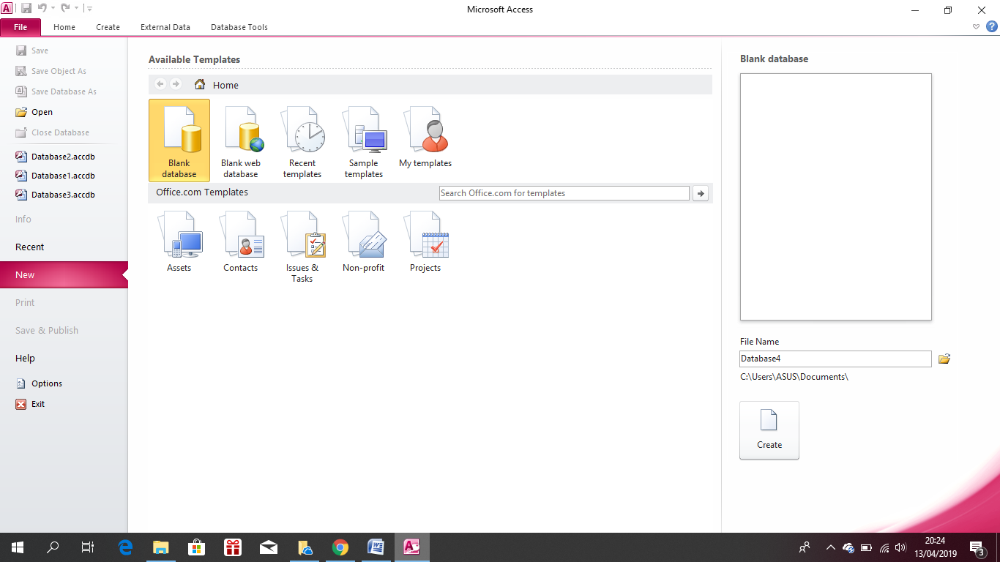 Microsoft Access
File Home Create External Data Database Tools
Save
Save Object As
Save Database As
Open
Close Database
Database2.accdb
Database1.accdb
Database3.accdb
Info
Recent
New
Print
Save & Publish
Help
Options
Exit
Available Templates
Home
Blank
database
Blank web
database
Recent
templates
Sample
templates
My templates
Office.com Templates
Search Office.com for templates
Assets
Contacts
Issues &
Tasks
Non-profit
Projects
Blank database
File Name
Database4
C:\Users\ASUS\Documents\
Create
20:24
13/04/2019
3